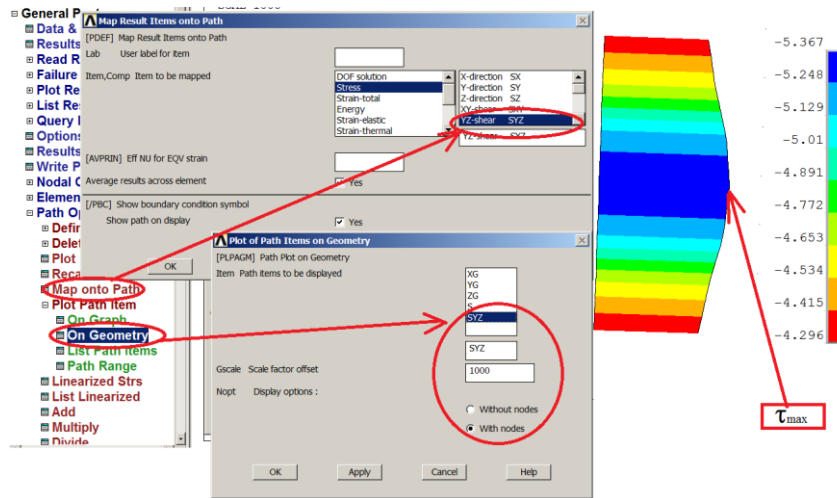 General P
Data &
Results
Read R
Failure
Plot Re
List Res
Query
Options
Results
Write P
Nodal C
Elemen
Path Op
Defin
Delet
Plot
Reca
Map onto Path
Plot Path Item
On Graph
On Geometry
List Path Items
Path Range
Linearized Strs
List Linearized
Add
Multiply
Divide
Map Result Items onto Path
[PDEF] Map Result Items onto Path
Lab User label for item
Item,Comp Item to be mapped
DOF solution
Stress
Strain-total
Energy
Strain-elastic
Strain-thermal
X-direction SX
Y-direction SY
Z-direction SZ
XY-shear SXY
YZ-shear SYZ
YZ-shear SYZ
[AVPRIN] Eff NU for EQV strain
Average results across element
Yes
[/PBC] Show boundary condition symbol
Show path on display
Yes
OK
Plot of Path Items on Geometry
[PLPAGM] Path Plot on Geometry
Item Path items to be displayed
XG
YG
ZG
S
SYZ
SYZ
Gscale Scale factor offset
1000
Nopt Display options :
Without nodes
With nodes
OK
Apply
Cancel
Help
-5.367
-5.248
-5.129
-5.01
-4.891
-4.772
-4.653
-4.534
-4.415
-4.296
τmax